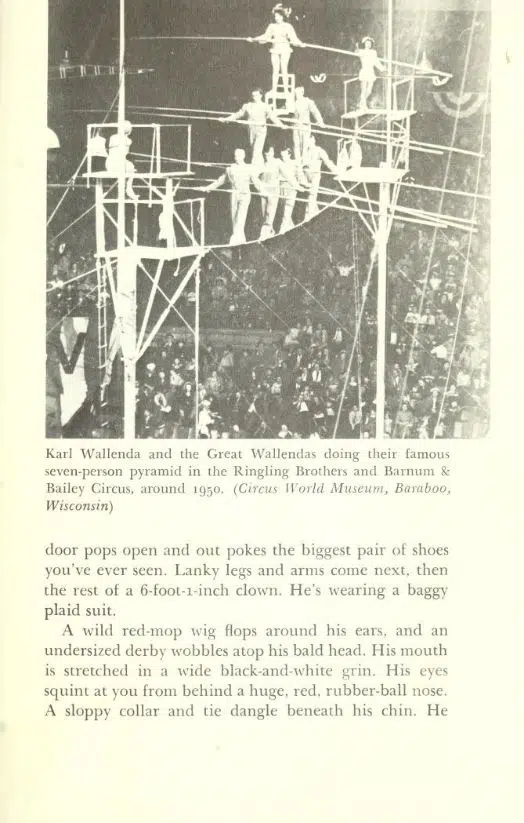 Karl Wallenda and the Great Wallendas doing their famous
seven-person pyramid in the Ringling Brothers and Barnum &
Bailey Circus, around 1950. (Circus World Museum, Baraboo,
Wisconsin)
door pops open and out pokes the biggest pair of shoes
you've ever seen. Lanky legs and arms come next, then
the rest of a 6-foot-1-inch clown. He's wearing a baggy
plaid suit.
A wild red-mop wig flops around his ears, and an
undersized derby wobbles atop his bald head. His mouth
is stretched in a wide black-and-white grin. His eyes
squint at you from behind a huge, red, rubber-ball nose.
A sloppy collar and tie dangle beneath his chin. He